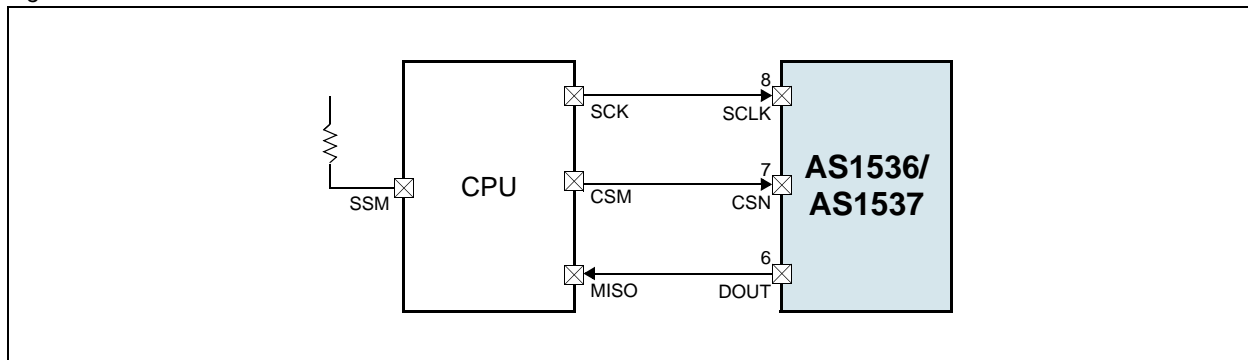 8
SCK
SCLK
7
CPU
AS1536/
AS1537
SSM
CSM
CSN
6
MISO
DOUT